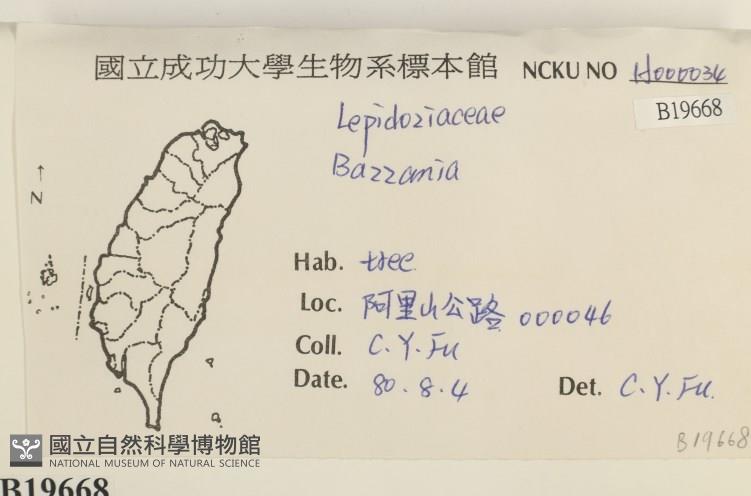 國立成功大學生物系標本館 NCKU NO H000034
B19668
Lepidoziaceae
Bazzania
↑
N
Hab. tree
Loc. 阿里山公路 000046
Coll. C.Y.Fu
Date. 80.8.4 Det. C.Y.Fu.
B19668
國立自然科學博物館
NATIONAL MUSEUM OF NATURAL SCIENCE
B19668